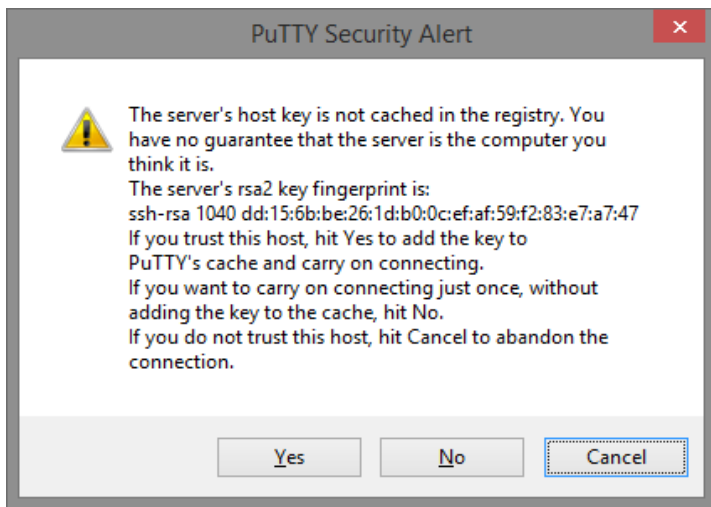 PuTTY Security Alert
The server's host key is not cached in the registry. You
have no guarantee that the server is the computer you
think it is.
The server's rsa2 key fingerprint is:
ssh-rsa 1040 dd:15:6b:be:26:1d:b0:0c:ef:af:59:f2:83:e7:a7:47
If you trust this host, hit Yes to add the key to
PuTTY's cache and carry on connecting.
If you want to carry on connecting just once, without
adding the key to the cache, hit No.
If you do not trust this host, hit Cancel to abandon the
connection.
Yes No Cancel